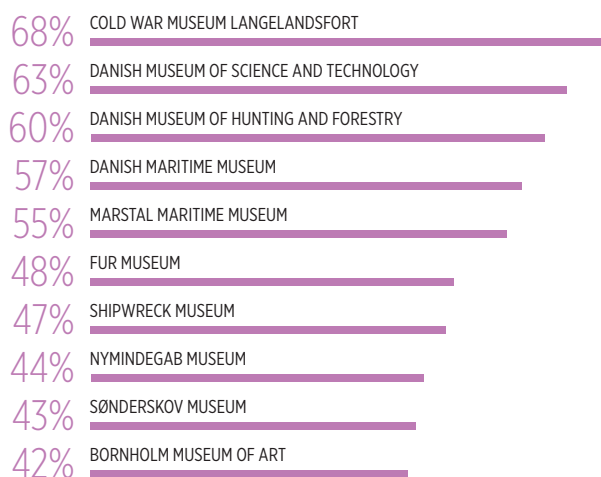 68% COLD WAR MUSEUM LANGELANDSFORT
63% DANISH MUSEUM OF SCIENCE AND TECHNOLOGY
60% DANISH MUSEUM OF HUNTING AND FORESTRY
57% DANISH MARITIME MUSEUM
55% MARSTAL MARITIME MUSEUM
48% FUR MUSEUM
47% SHIPWRECK MUSEUM
44% NYMINDEGAB MUSEUM
43% SØNDERSKOV MUSEUM
42% BORNHOLM MUSEUM OF ART